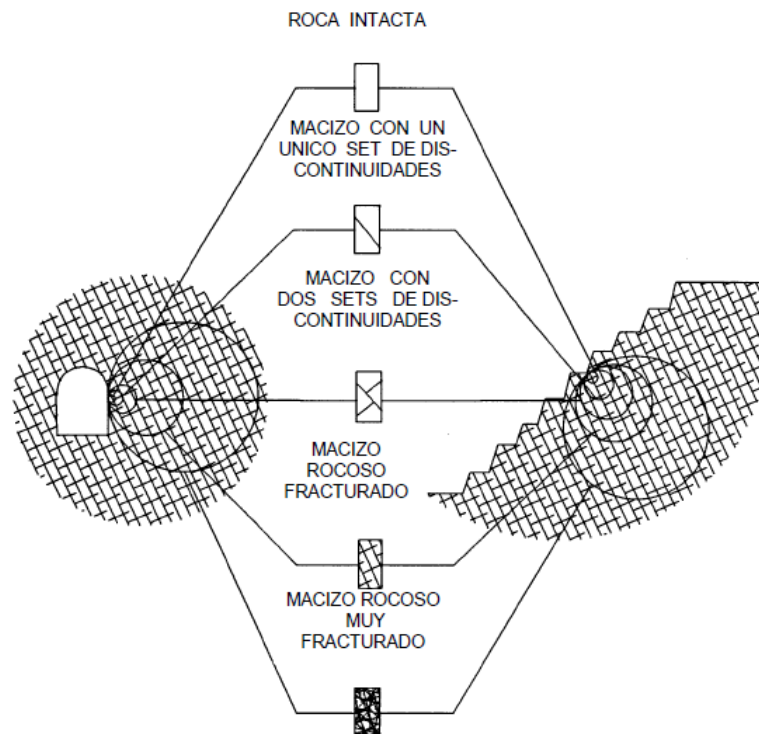 ROCA INTACTA
MACIZO CON UN
UNICO SET DE DIS-
CONTINUIDADES
MACIZO CON
DOS SETS DE DIS-
CONTINUIDADES
MACIZO
ROCOSO
FRACTURADO
MACIZO ROCOSO
MUY
FRACTURADO